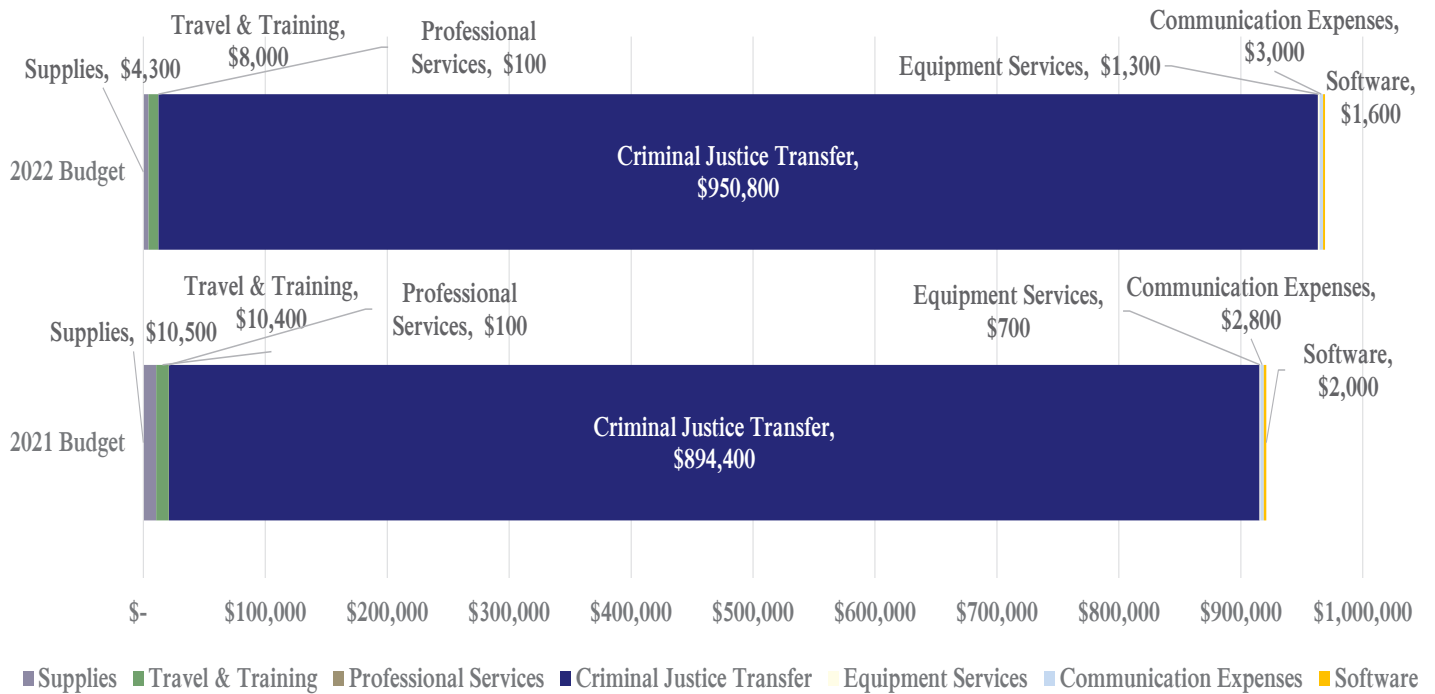 Travel & Training,
$8,000
Professional
Services, $100
Communication Expenses,
$3,000
Supplies, $4,300
Equipment Services, $1,300
Software,
$1,600
2022 Budget
Criminal Justice Transfer,
$950,800
Travel & Training,
$10,400
Professional
Services, $100
Equipment Services,
$700
Communication Expenses,
$2,800
Supplies, $10,500
Software,
$2,000
2021 Budget
Criminal Justice Transfer,
$894,400
$- $100,000 $200,000 $300,000 $400,000 $500,000 $600,000 $700,000 $800,000 $900,000 $1,000,000
Supplies Travel & Training Professional Services Criminal Justice Transfer Equipment Services Communication Expenses Software